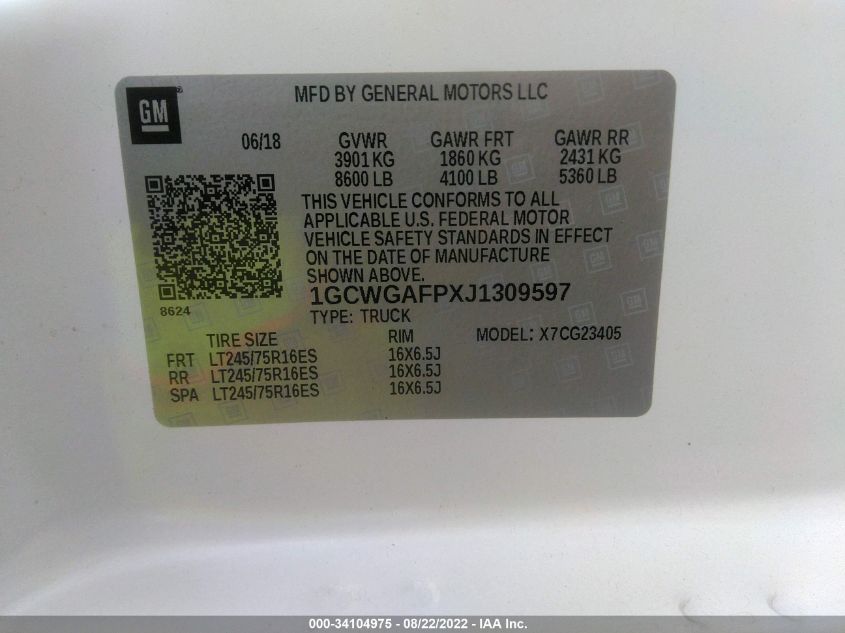 MFD BY GENERAL MOTORS LLC
GM
®
06/18 GVWR GAWR FRT GAWR RR
3901 KG 1860 KG 2431 KG
8600 LB 4100 LB 5360 LB
THIS VEHICLE CONFORMS TO ALL
APPLICABLE U.S. FEDERAL MOTOR
VEHICLE SAFETY STANDARDS IN EFFECT
ON THE DATE OF MANUFACTURE
SHOWN ABOVE.
8624
1GCWGAFPXJ1309597
TYPE: TRUCK
TIRE SIZE RIM MODEL: X7CG23405
FRT LT245/75R16ES 16X6.5J
RR LT245/75R16ES 16X6.5J
SPA LT245/75R16ES 16X6.5J
000-34104975 - 08/22/2022 - IAA Inc.